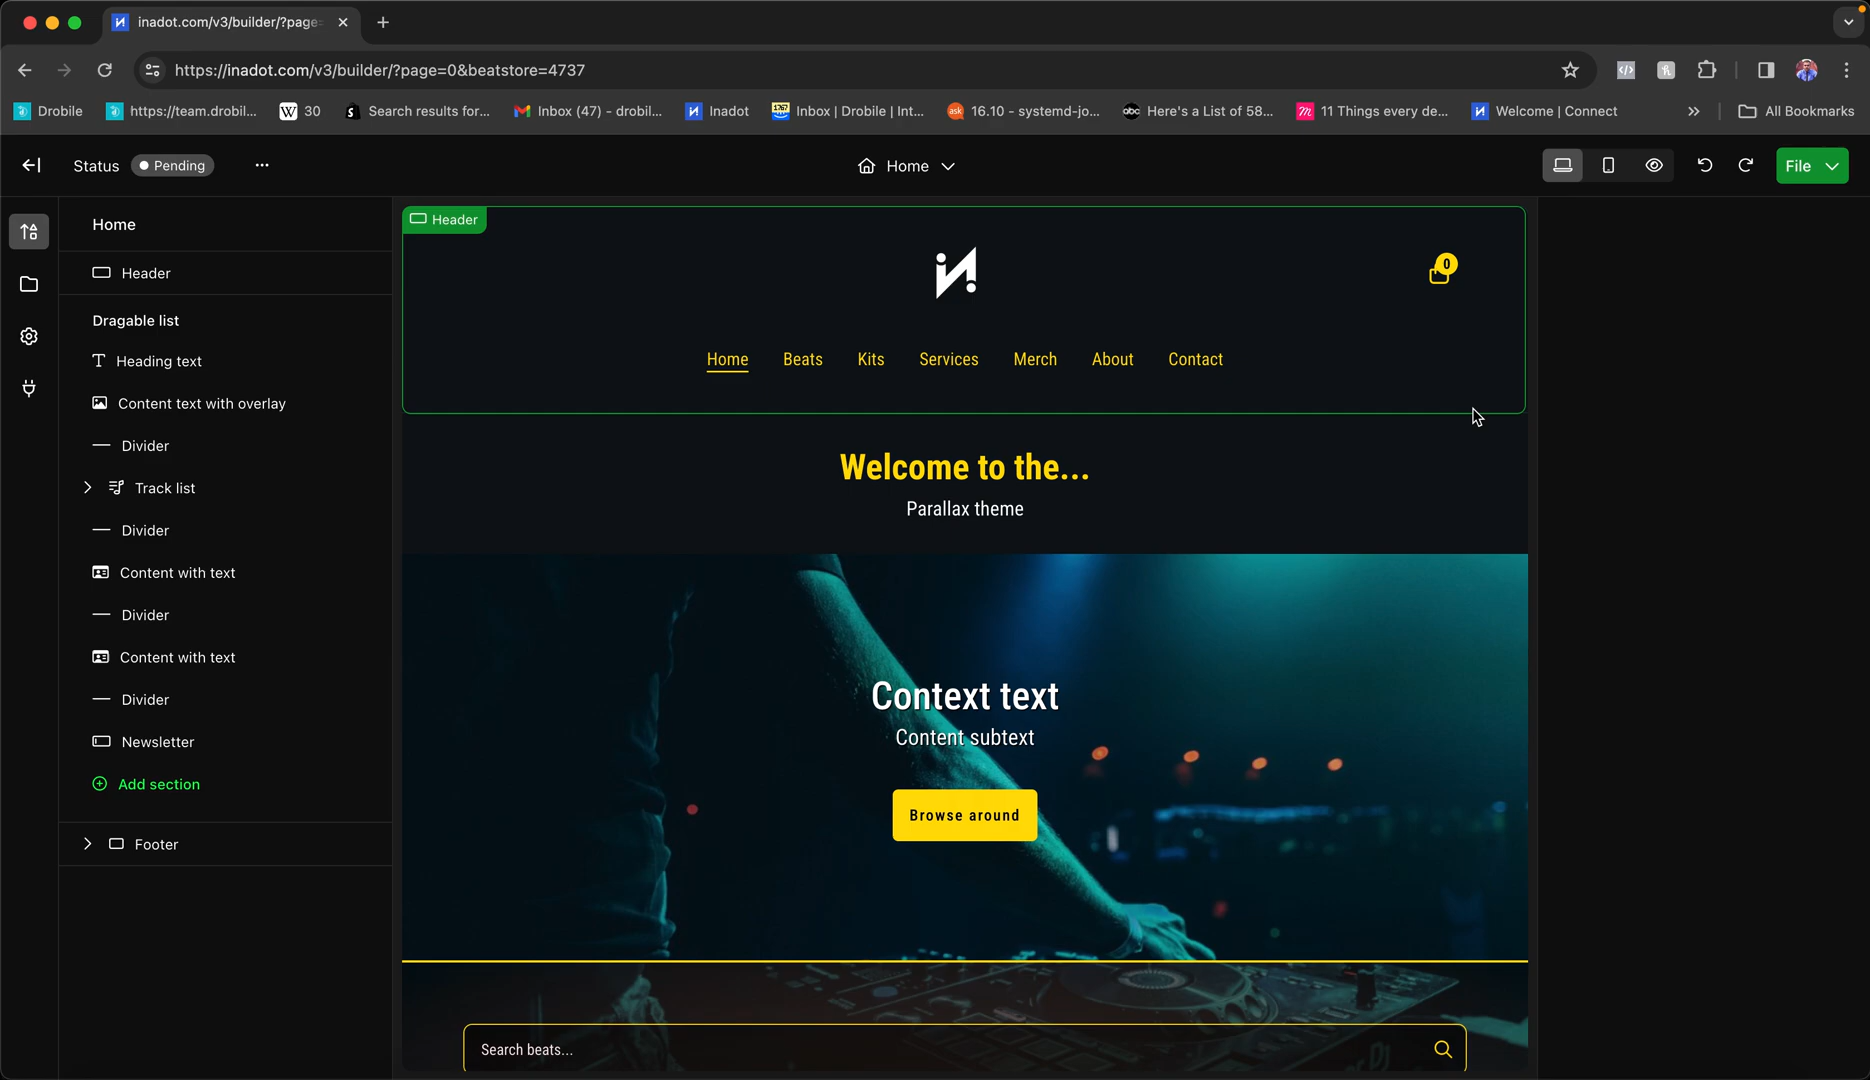 inadot.com/v3/builder/?page=
https://inadot.com/v3/builder/?page=0&beatstore=4737
Drobile
https://team.drobil...
W 30
Search results for...
Inbox (47) - drobil...
Inadot
Inbox | Drobile | Int...
ask 16.10 - systemd-jo...
abc Here's a List of 58...
m 11 Things every de...
Welcome | Connect
All Bookmarks
Status
Pending
Home
File
Home
Header
Dragable list
Heading text
Content text with overlay
Divider
Track list
Divider
Content with text
Divider
Content with text
Divider
Newsletter
Add section
Footer
Header
0
Home Beats Kits Services Merch About Contact
Welcome to the...
Parallax theme
Context text
Content subtext
Browse around
Search beats...